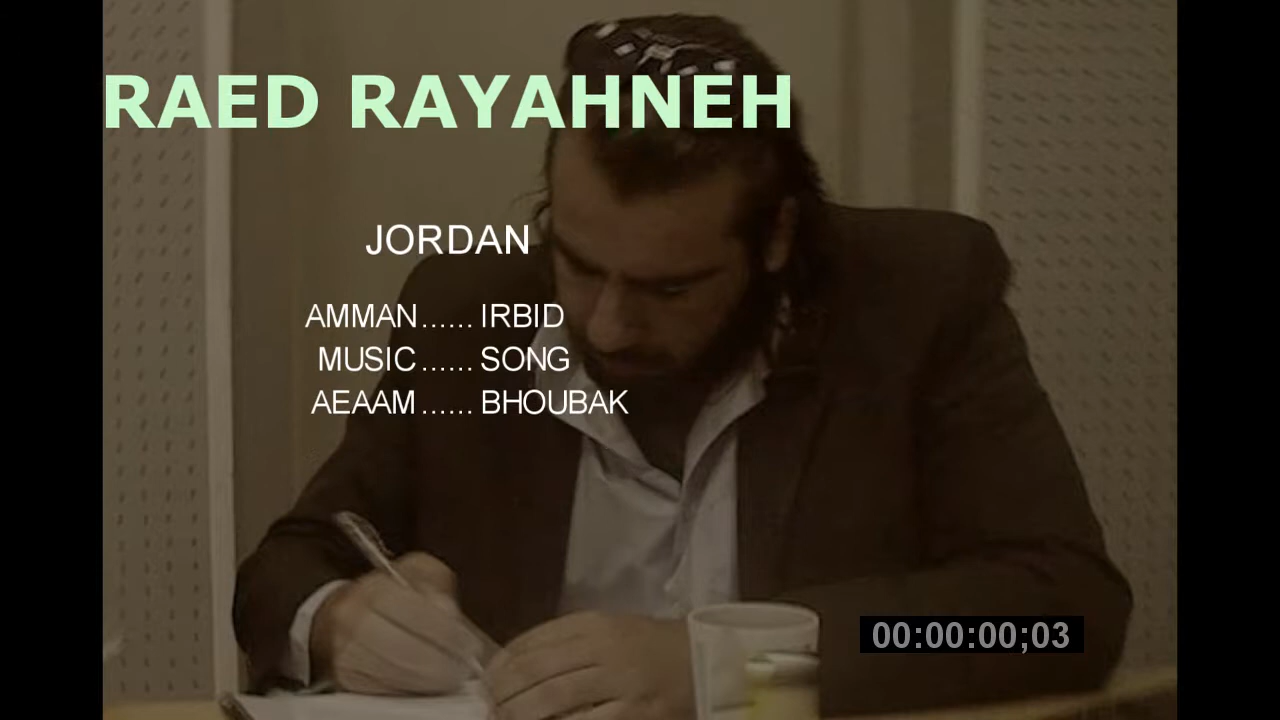 RAED RAYAHNEH
JORDAN
AMMAN...... IRBID
MUSIC...... SONG
AEAAM...... BHOUBAK
00:00:00;03